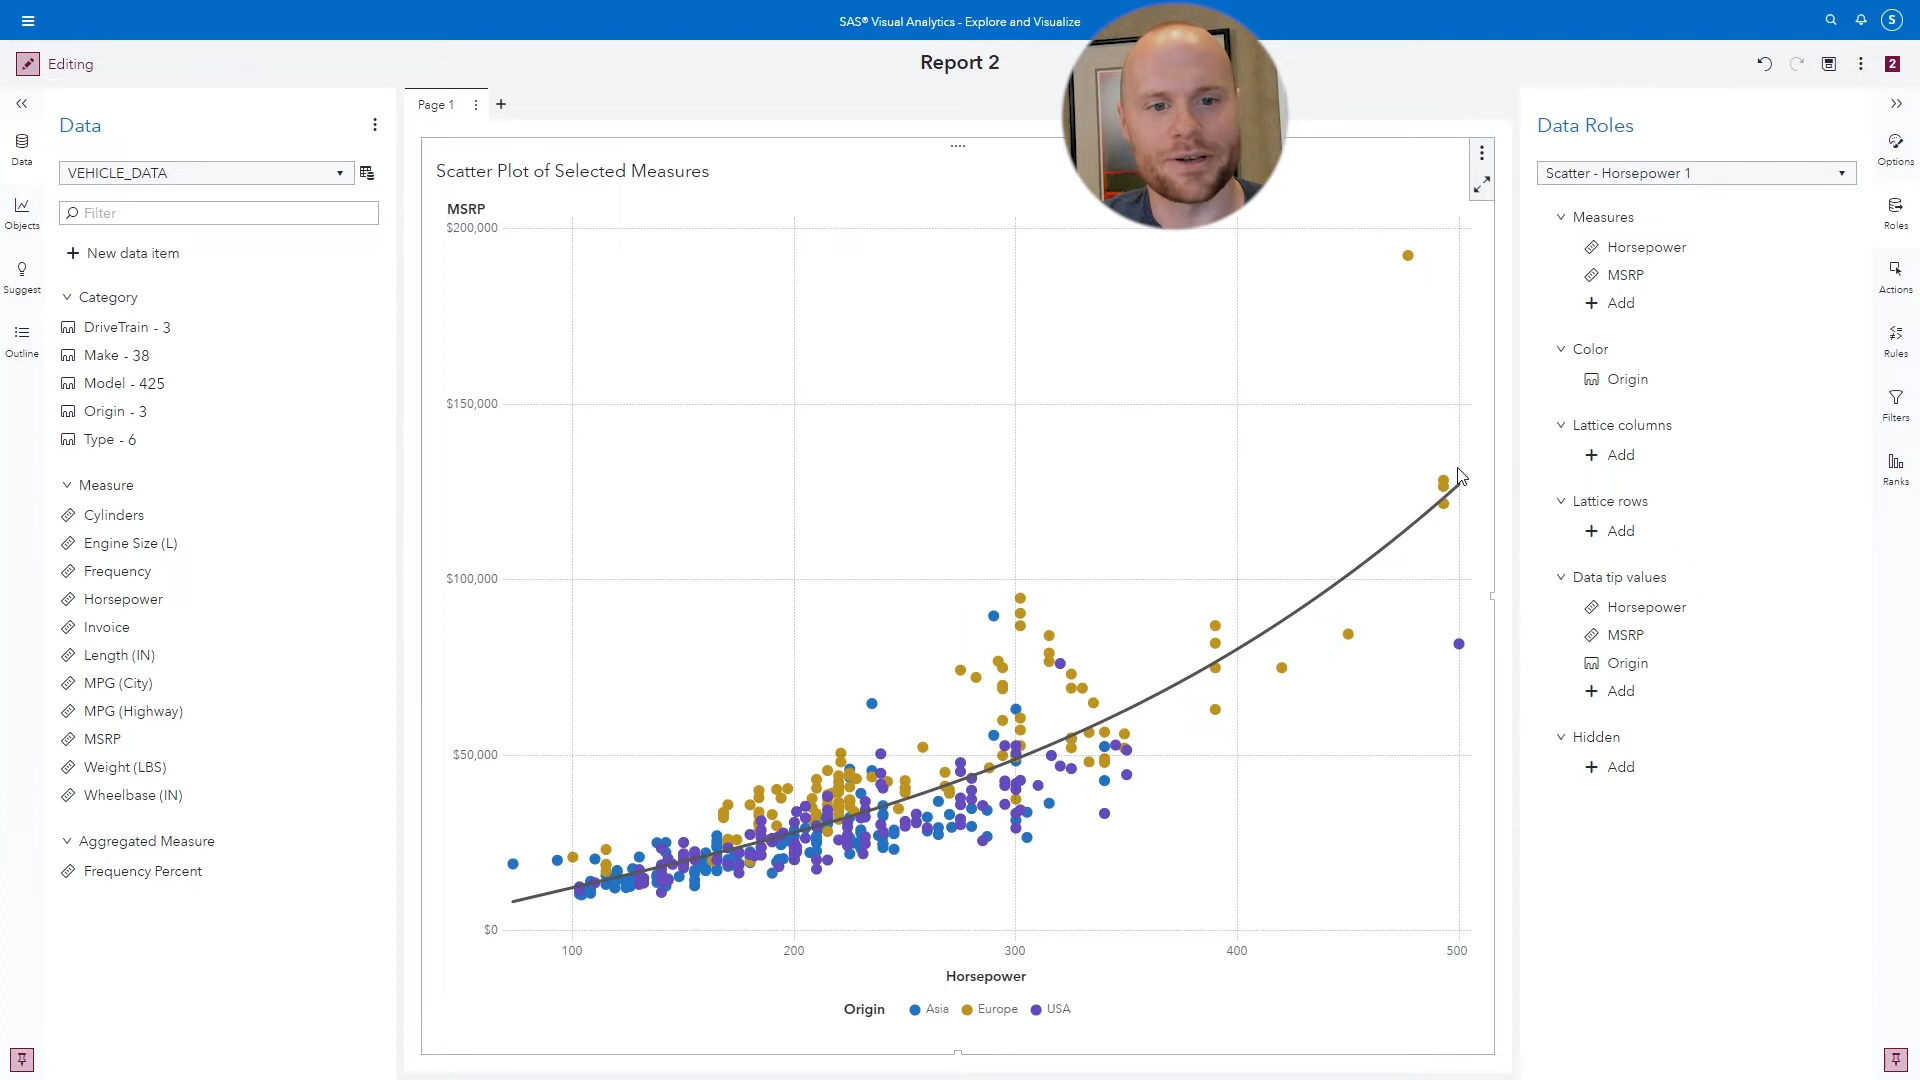 SAS® Visual Analytics - Explore and Visualize
S
Editing
Report 2
2
Data
Objects
Suggest
Outline
Data
VEHICLE_DATA
Filter
New data item
Category
DriveTrain - 3
Make - 38
Model - 425
Origin - 3
Type - 6
Measure
Cylinders
Engine Size (L)
Frequency
Horsepower
Invoice
Length (IN)
MPG (City)
MPG (Highway)
MSRP
Weight (LBS)
Wheelbase (IN)
Aggregated Measure
Frequency Percent
Page 1
Scatter Plot of Selected Measures
MSRP
$200,000
$150,000
$100,000
$50,000
$0
100 200 300 400 500
Horsepower
Origin Asia Europe USA
Data Roles
Scatter - Horsepower 1
Measures
Horsepower
MSRP
Add
Color
Origin
Lattice columns
Add
Lattice rows
Add
Data tip values
Horsepower
MSRP
Origin
Add
Hidden
Add
Options
Roles
Actions
Rules
Filters
Ranks